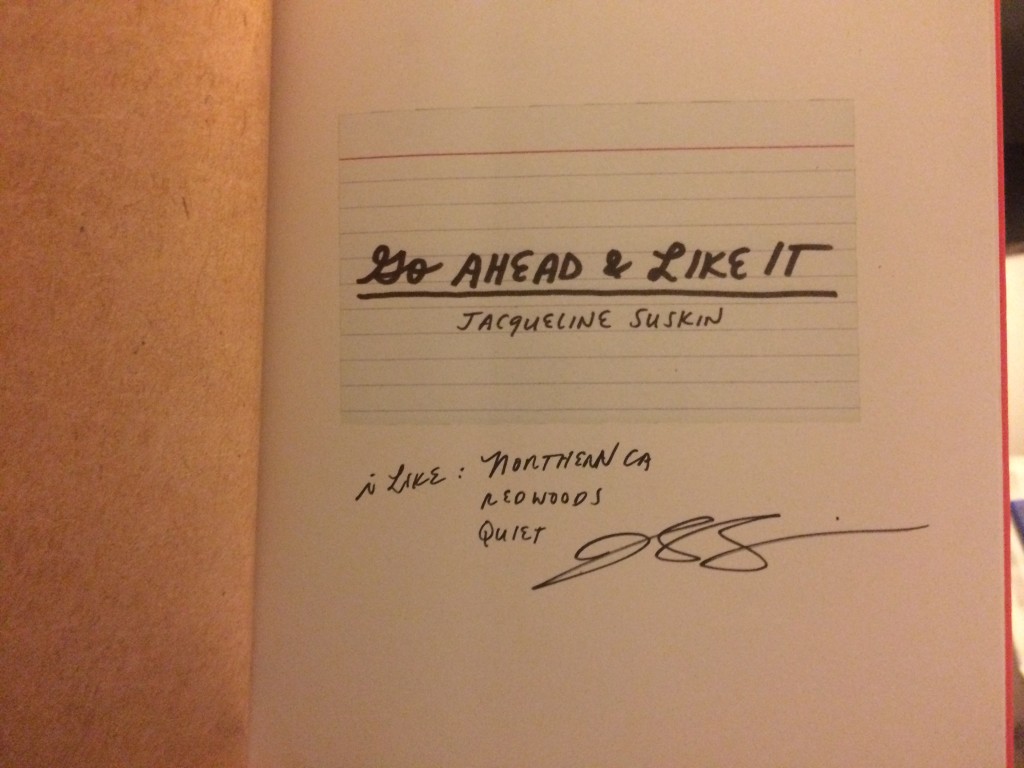 Go AHEAD & LIKE IT
JACQUELINE SUSKIN
i LIKE : NORTHERN CA
REDWOODS
QUIET